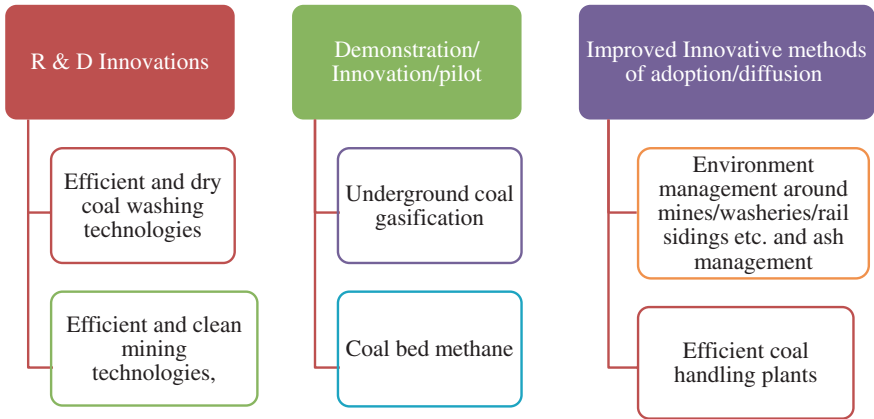 R & D Innovations
Efficient and dry
coal washing
technologies
Efficient and clean
mining
technologies,
Demonstration/
Innovation/pilot
Underground coal
gasification
Coal bed methane
Improved Innovative methods
of adoption/diffusion
Environment
management around
mines/washeries/rail
sidings etc. and ash
management
Efficient coal
handling plants